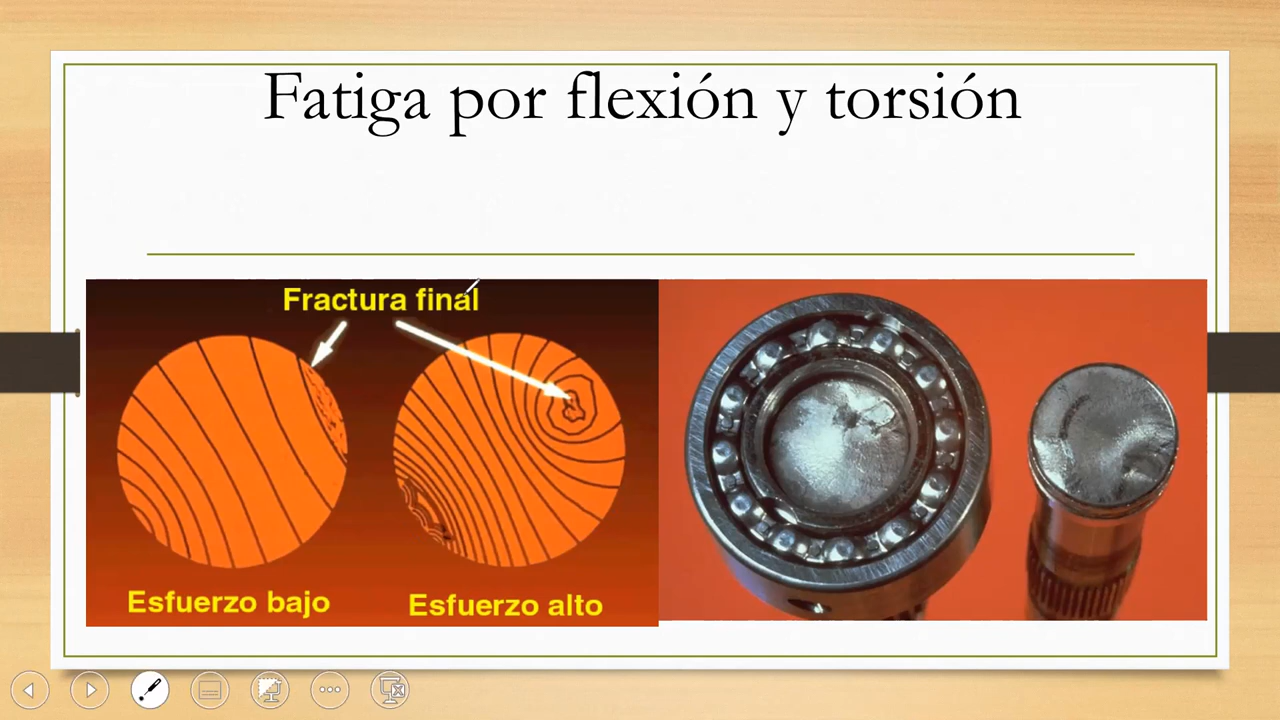 Fatiga por flexión y torsión
Fractura final
Esfuerzo bajo
Esfuerzo alto